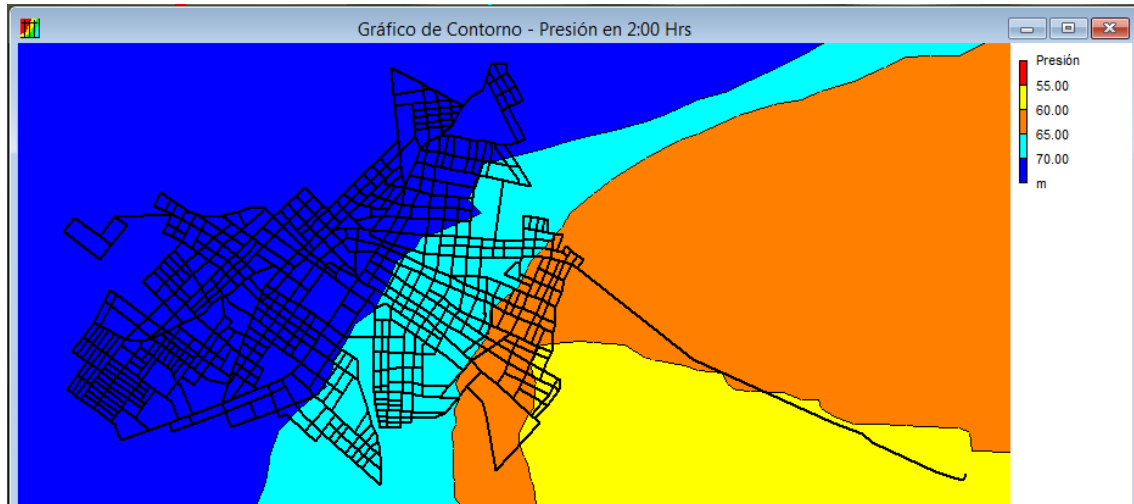 Gráfico de Contorno - Presión en 2:00 Hrs
Presión
55.00
60.00
65.00
70.00
m